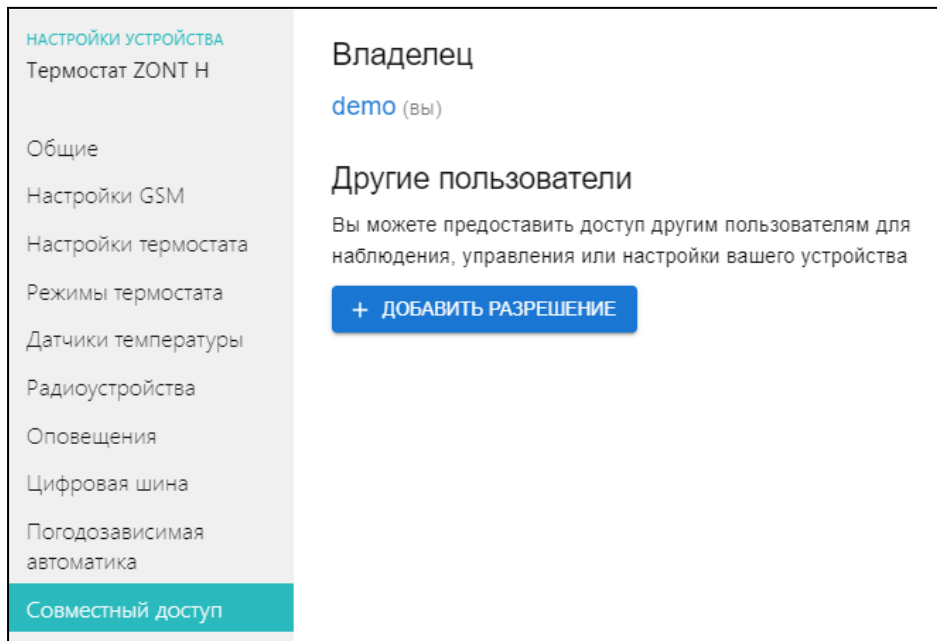 НАСТРОЙКИ УСТРОЙСТВА
Термостат ZONT H
Общие
Настройки GSM
Настройки термостата
Режимы термостата
Датчики температуры
Радиоустройства
Оповещения
Цифровая шина
Погодозависимая
автоматика
Совместный доступ
Владелец
demo (вы)
Другие пользователи
Вы можете предоставить доступ другим пользователям для
наблюдения, управления или настройки вашего устройства
+ ДОБАВИТЬ РАЗРЕШЕНИЕ